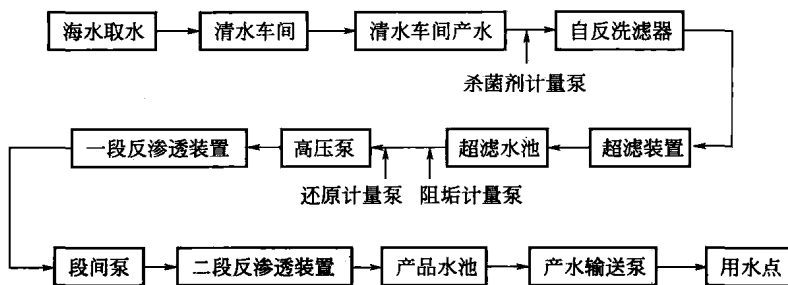 海水取水
清水车间
清水车间产水
自反洗滤器
杀菌剂计量泵
一段反渗透装置
高压泵
超滤水池
超滤装置
还原计量泵
阻垢计量泵
段间泵
二段反渗透装置
产品水池
产水输送泵
用水点